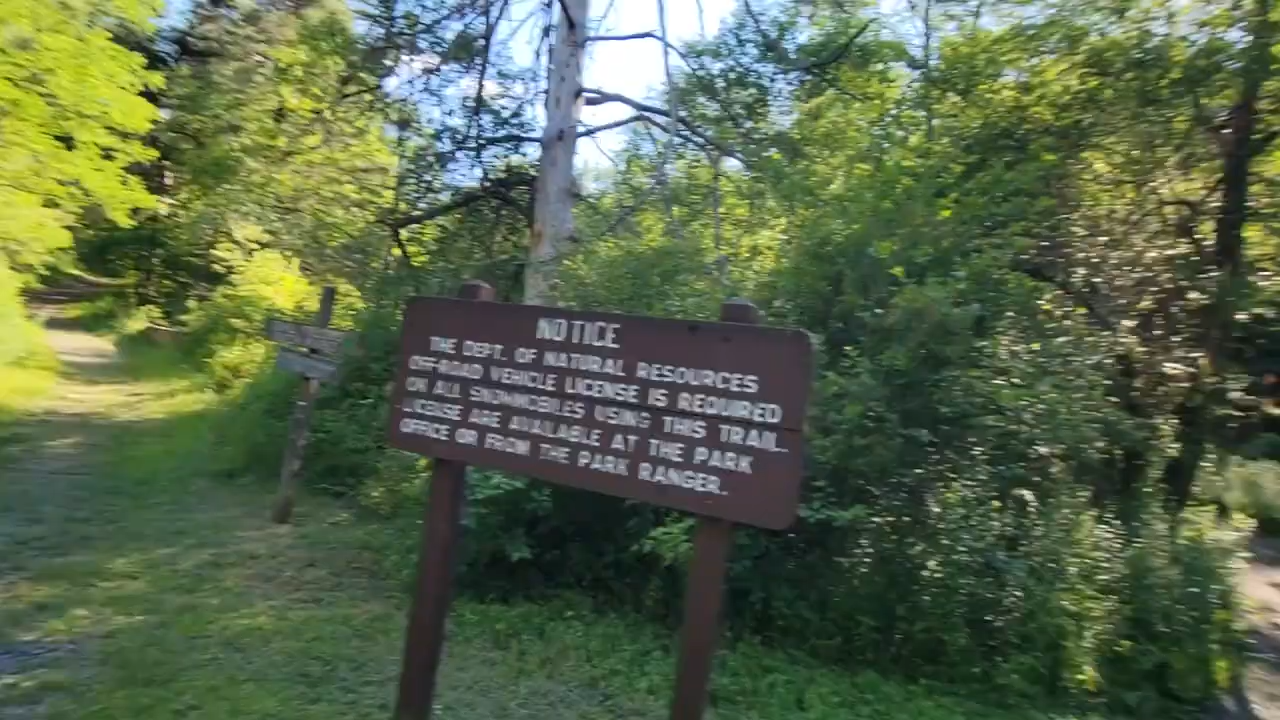 NOTICE
THE DEPT. OF NATURAL RESOURCES
OFF-ROAD VEHICLE LICENSE IS REQUIRED
ON ALL SNOWMOBILES USING THIS TRAIL.
LICENSE ARE AVAILABLE AT THE PARK
OFFICE OR FROM THE PARK RANGER.